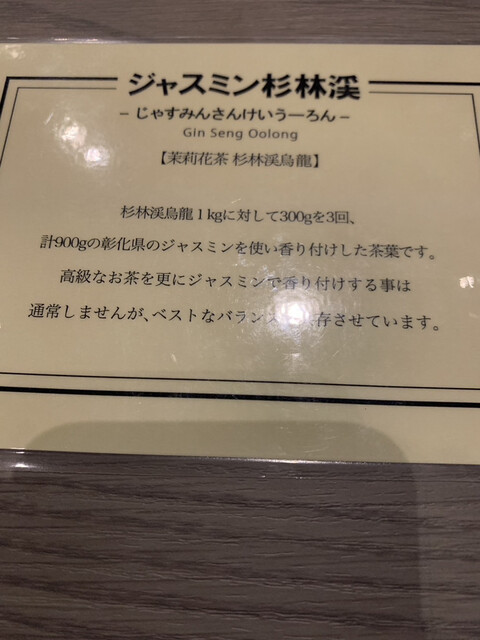 ジャスミン杉林溪
－じゃすみんさんけいうーろん－
Gin Seng Oolong
【茉莉花茶 杉林溪烏龍】
杉林溪烏龍１kgに対して300gを3回、
計900gの彰化県のジャスミンを使い香り付けした茶葉です。
高級なお茶を更にジャスミンで香り付けする事は
通常しませんが、ベストなバランス 存させています。